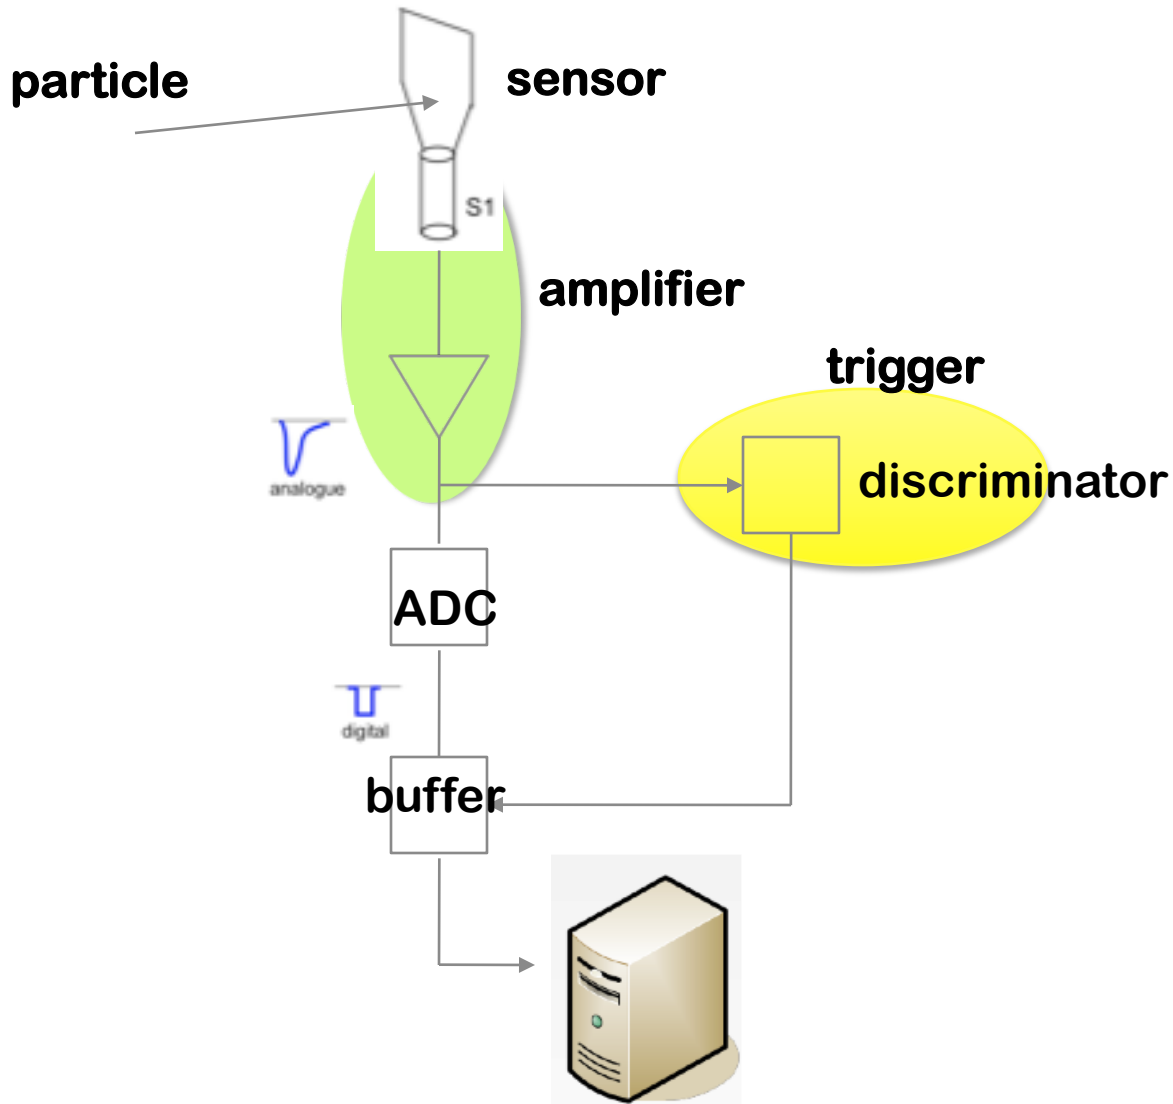 particle
sensor
S1
amplifier
trigger
analogue
discriminator
ADC
digital
buffer